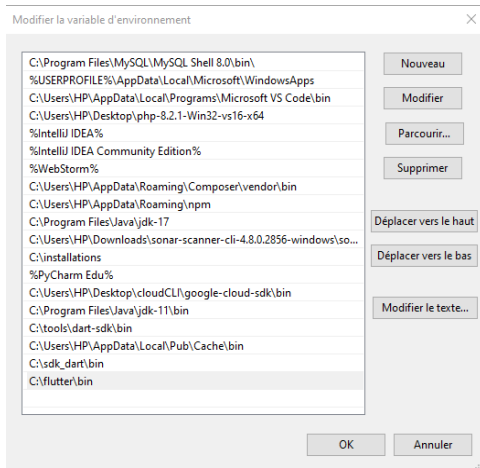 Modifier la variable d'environnement
C:\Program Files\MySQL\MySQL Shell 8.0\bin\
%USERPROFILE%\AppData\Local\Microsoft\WindowsApps
C:\Users\HP\AppData\Local\Programs\Microsoft VS Code\bin
C:\Users\HP\Desktop\php-8.2.1-Win32-vs16-x64
%IntelliJ IDEA%
%IntelliJ IDEA Community Edition%
%WebStorm%
C:\Users\HP\AppData\Roaming\Composer\vendor\bin
C:\Users\HP\AppData\Roaming\npm
C:\Program Files\Java\jdk-17
C:\Users\HP\Downloads\sonar-scanner-cli-4.8.0.2856-windows\so...
C:\installations
%PyCharm Edu%
C:\Users\HP\Desktop\cloudCLI\google-cloud-sdk\bin
C:\Program Files\Java\jdk-11\bin
C:\tools\dart-sdk\bin
C:\Users\HP\AppData\Local\Pub\Cache\bin
C:\sdk_dart\bin
C:\flutter\bin
Nouveau
Modifier
Parcourir...
Supprimer
Déplacer vers le haut
Déplacer vers le bas
Modifier le texte...
OK
Annuler